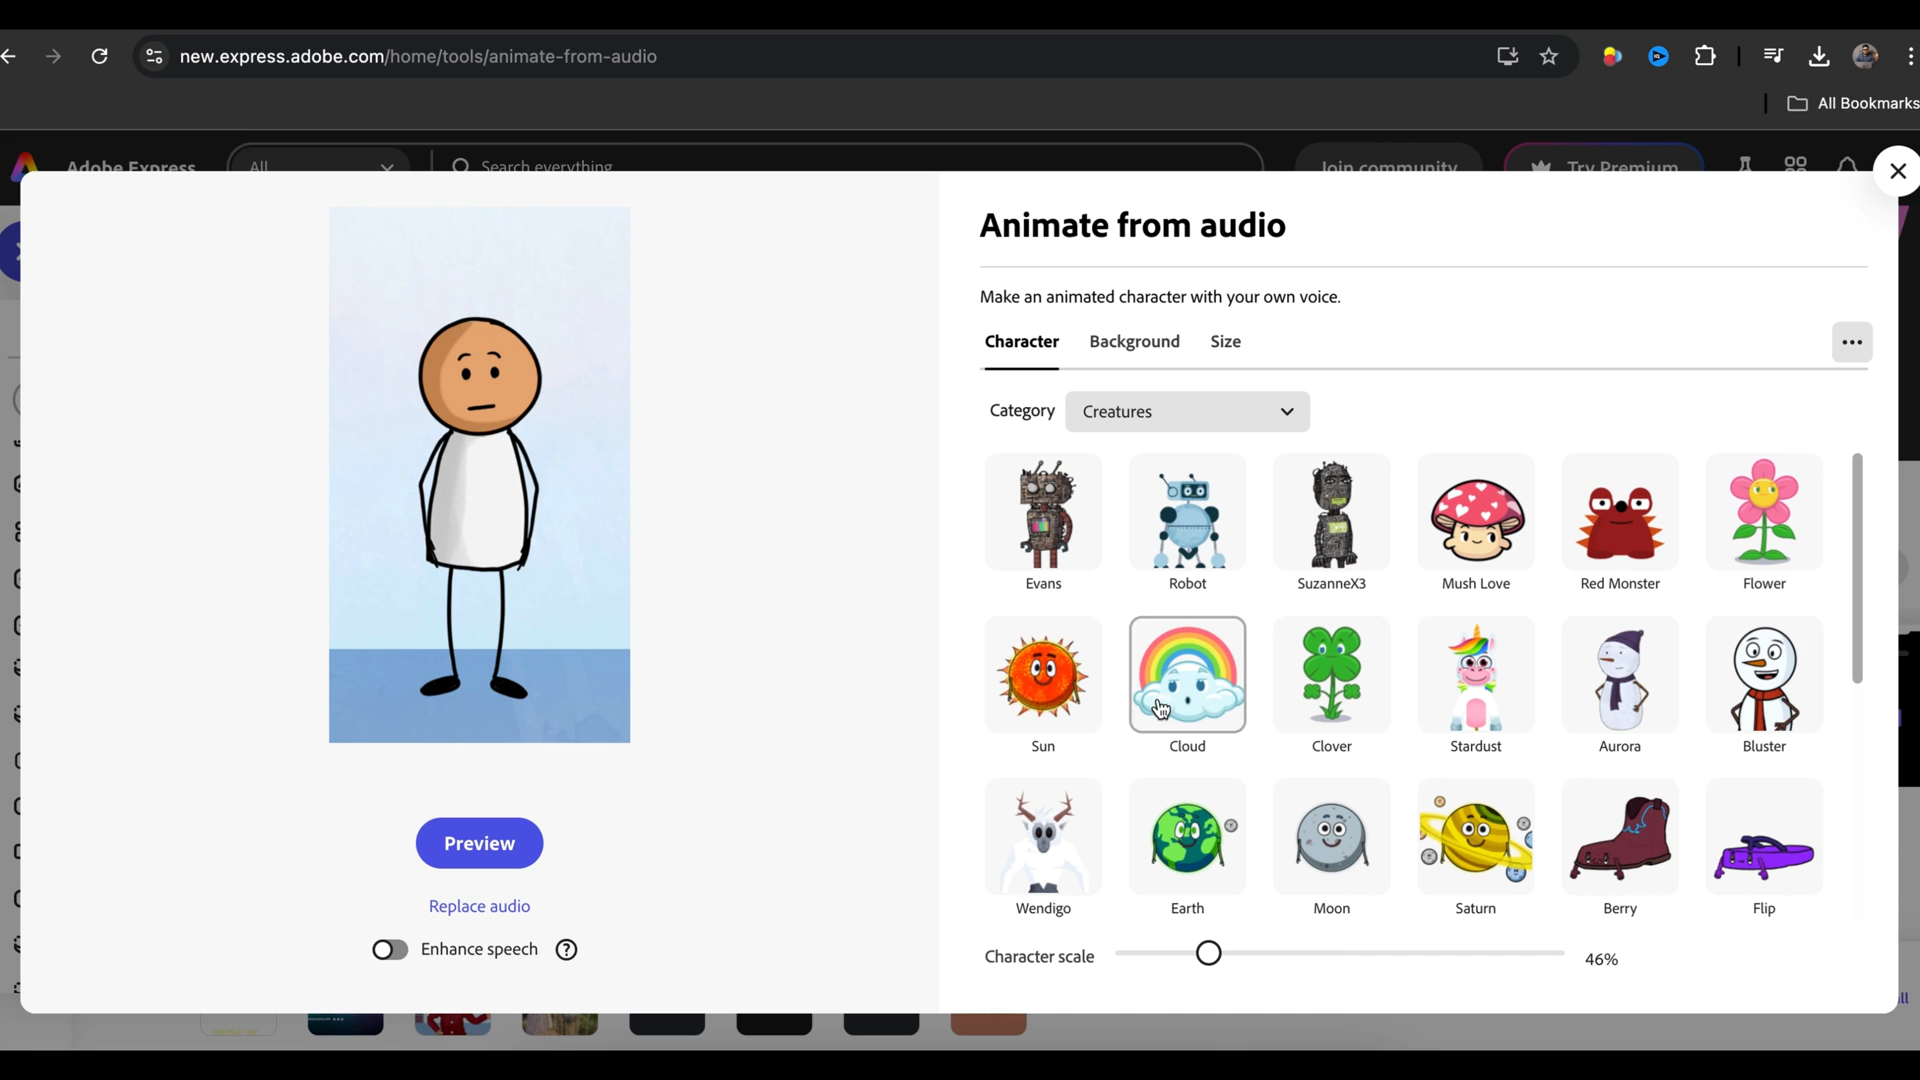 new.express.adobe.com/home/tools/animate-from-audio
All Bookmarks
Adobe Express
All
Search everything
Join community
Try Premium
Animate from audio
Make an animated character with your own voice.
Character
Background
Size
Category
Creatures
Evans
Robot
SuzanneX3
Mush Love
Red Monster
Flower
Sun
Cloud
Clover
Stardust
Aurora
Bluster
Wendigo
Earth
Moon
Saturn
Berry
Flip
Character scale
46%
Preview
Replace audio
Enhance speech